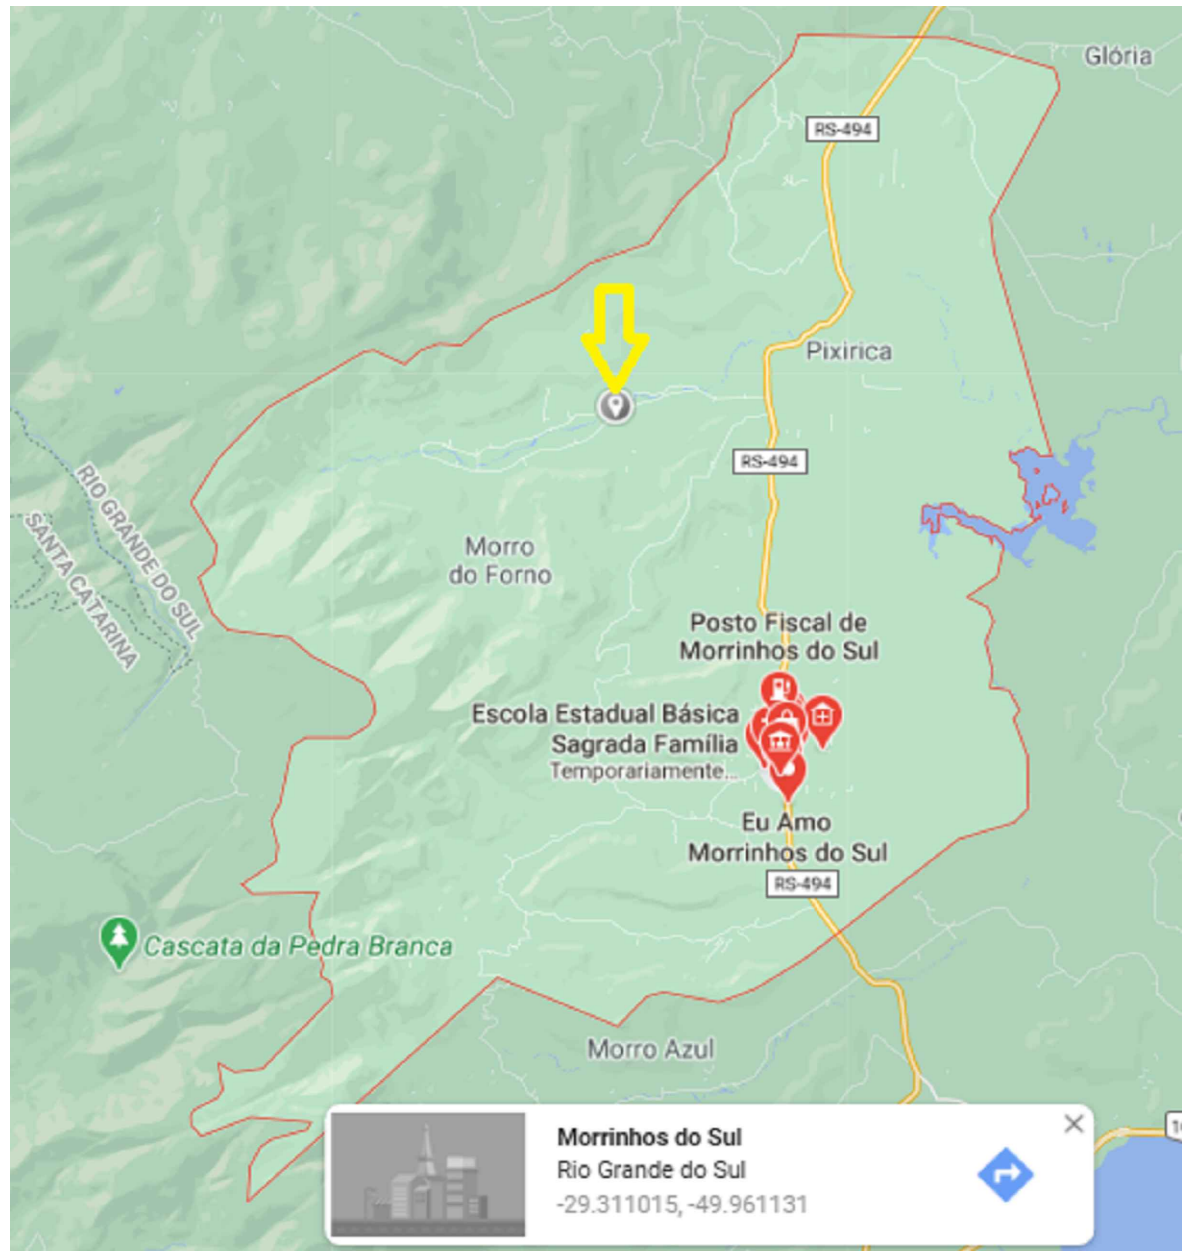 Glória
RS-494
Pixirica
RS-494
RIO GRANDE DO SUL
SANTA CATARINA
Morro
do Forno
Posto Fiscal de
Morrinhos do Sul
Escola Estadual Básica
Sagrada Família
Temporariamente...
Eu Amo
Morrinhos do Sul
RS-494
Cascata da Pedra Branca
Morro Azul
Morrinhos do Sul
Rio Grande do Sul
-29.311015, -49.961131